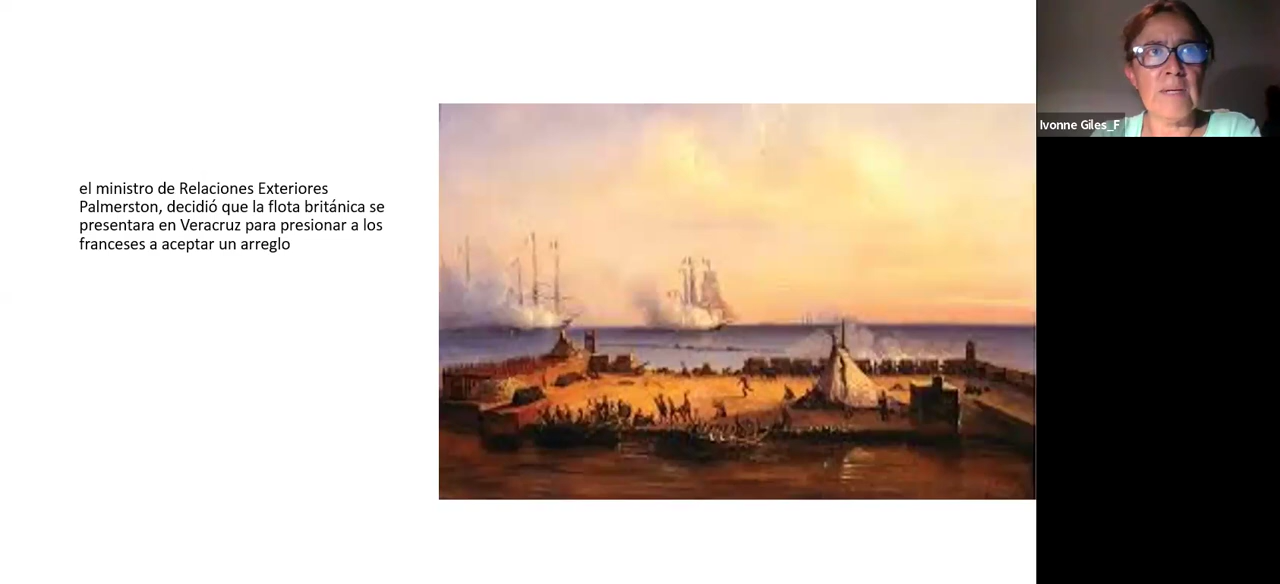 el ministro de Relaciones Exteriores
Palmerston, decidió que la flota británica se
presentara en Veracruz para presionar a los
franceses a aceptar un arreglo
Ivonne Giles_F